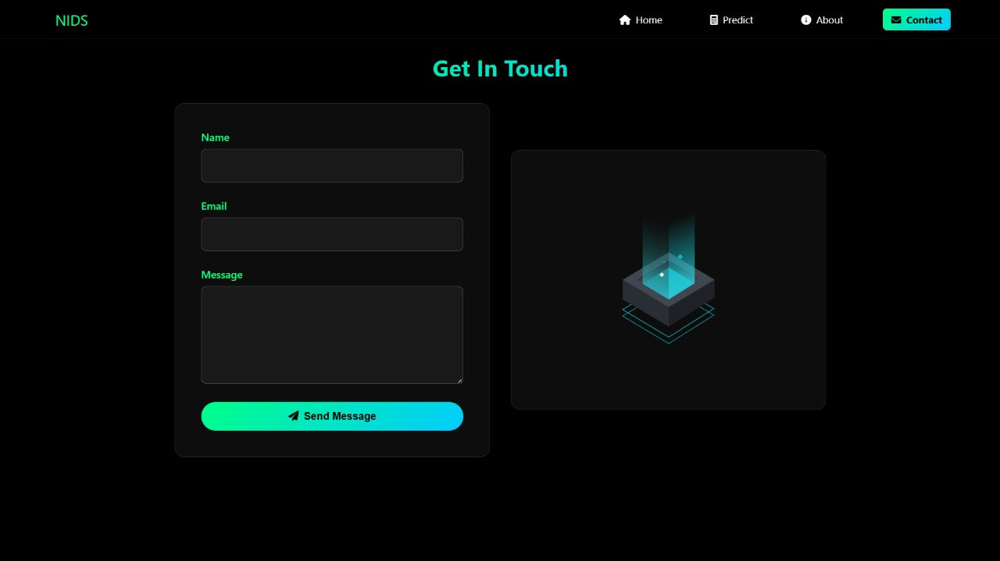 NIDS
Home
Predict
About
Contact
Get In Touch
Name
Email
Message
Send Message